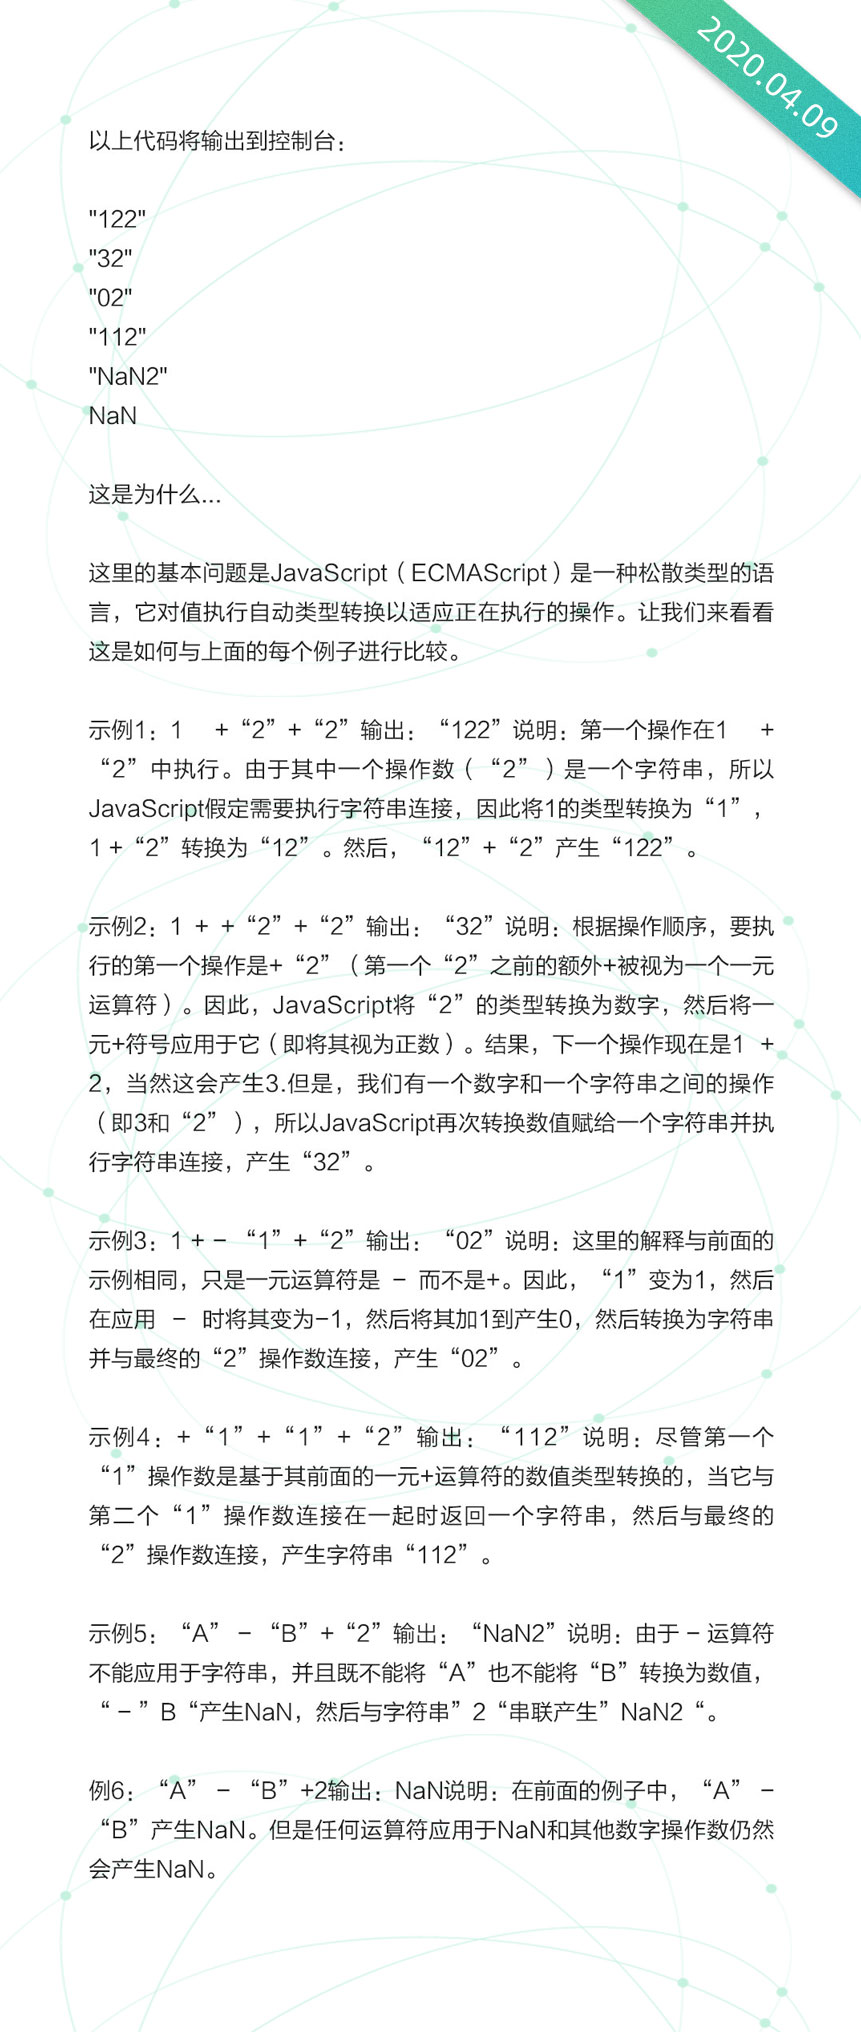 2020.04.09
以上代码将输出到控制台：
"122"
"32"
"02"
"112"
"NaN2"
NaN
这是为什么...
这里的基本问题是JavaScript（ECMAScript）是一种松散类型的语
言，它对值执行自动类型转换以适应正在执行的操作。让我们来看看
这是如何与上面的每个例子进行比较。
示例1：1 +“2”+“2”输出：“122”说明：第一个操作在1 +
“2”中执行。由于其中一个操作数（“2”）是一个字符串，所以
JavaScript假定需要执行字符串连接，因此将1的类型转换为“1”，
1 +“2”转换为“12”。然后，“12”+“2”产生“122”。
示例2：1 + +“2”+“2”输出：“32”说明：根据操作顺序，要执
行的第一个操作是+“2”（第一个“2”之前的额外+被视为一个一元
运算符）。因此，JavaScript将“2”的类型转换为数字，然后将一
元+符号应用于它（即将其视为正数）。结果，下一个操作现在是1 +
2，当然这会产生3.但是，我们有一个数字和一个字符串之间的操作
（即3和“2”），所以JavaScript再次转换数值赋给一个字符串并执
行字符串连接，产生“32”。
示例3：1 + - “1”+“2”输出：“02”说明：这里的解释与前面的
示例相同，只是一元运算符是 - 而不是+。因此，“1”变为1，然后
在应用 - 时将其变为-1，然后将其加1到产生0，然后转换为字符串
并与最终的“2”操作数连接，产生“02”。
示例4：+“1”+“1”+“2”输出：“112”说明：尽管第一个
“1”操作数是基于其前面的一元+运算符的数值类型转换的，当它与
第二个“1”操作数连接在一起时返回一个字符串，然后与最终的
“2”操作数连接，产生字符串“112”。
示例5：“A” - “B”+“2”输出：“NaN2”说明：由于 - 运算符
不能应用于字符串，并且既不能将“A”也不能将“B”转换为数值，
“ - ”B“产生NaN，然后与字符串”2“串联产生”NaN2“。
例6：“A” - “B”+2输出：NaN说明：在前面的例子中，“A” -
“B”产生NaN。但是任何运算符应用于NaN和其他数字操作数仍然
会产生NaN。